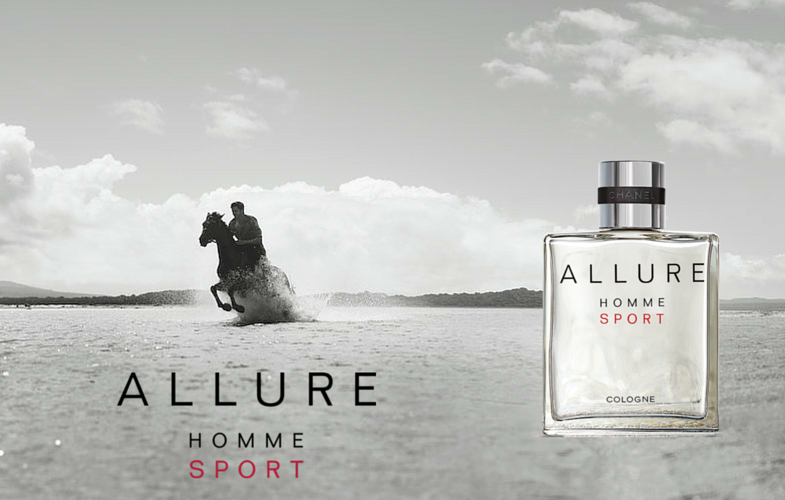 CHANEL
ALLURE
HOMME
SPORT
COLOGNE
ALLURE
HOMME
SPORT